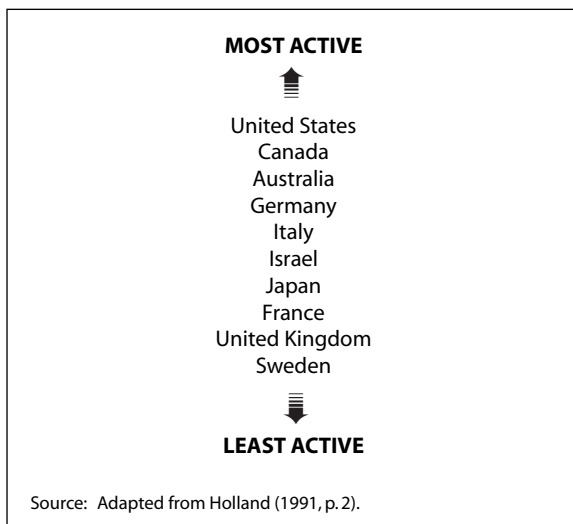 MOST ACTIVE
United States
Canada
Australia
Germany
Italy
Israel
Japan
France
United Kingdom
Sweden
LEAST ACTIVE
Source: Adapted from Holland (1991, p. 2).